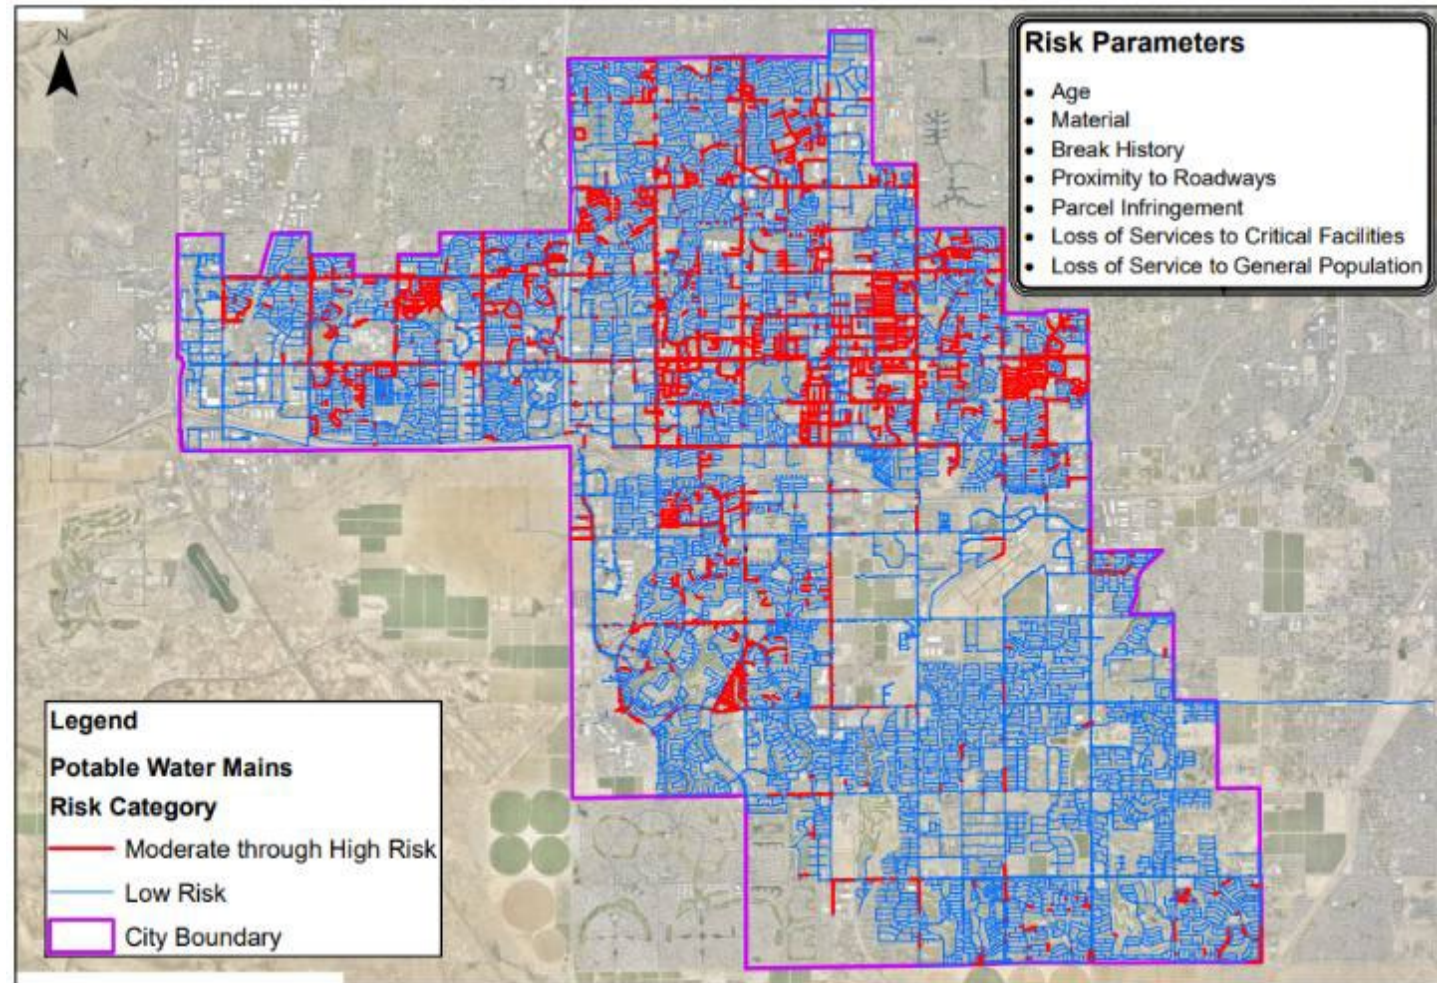 N
Risk Parameters
• Age
• Material
• Break History
• Proximity to Roadways
• Parcel Infringement
• Loss of Services to Critical Facilities
• Loss of Service to General Population
Legend
Potable Water Mains
Risk Category
Moderate through High Risk
Low Risk
City Boundary